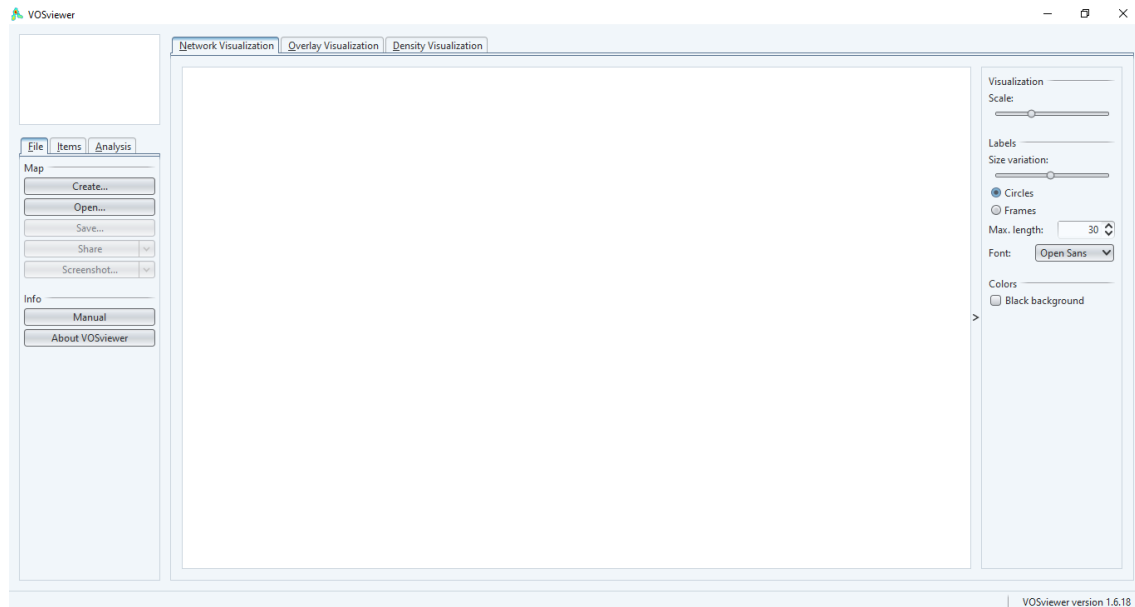 VOSviewer
Network Visualization
Overlay Visualization
Density Visualization
File
Items
Analysis
Map
Create...
Open...
Save...
Share
Screenshot...
Info
Manual
About VOSviewer
>
Visualization
Scale:
Labels
Size variation:
Circles
Frames
Max. length: 30
Font: Open Sans
Colors
Black background
VOSviewer version 1.6.18